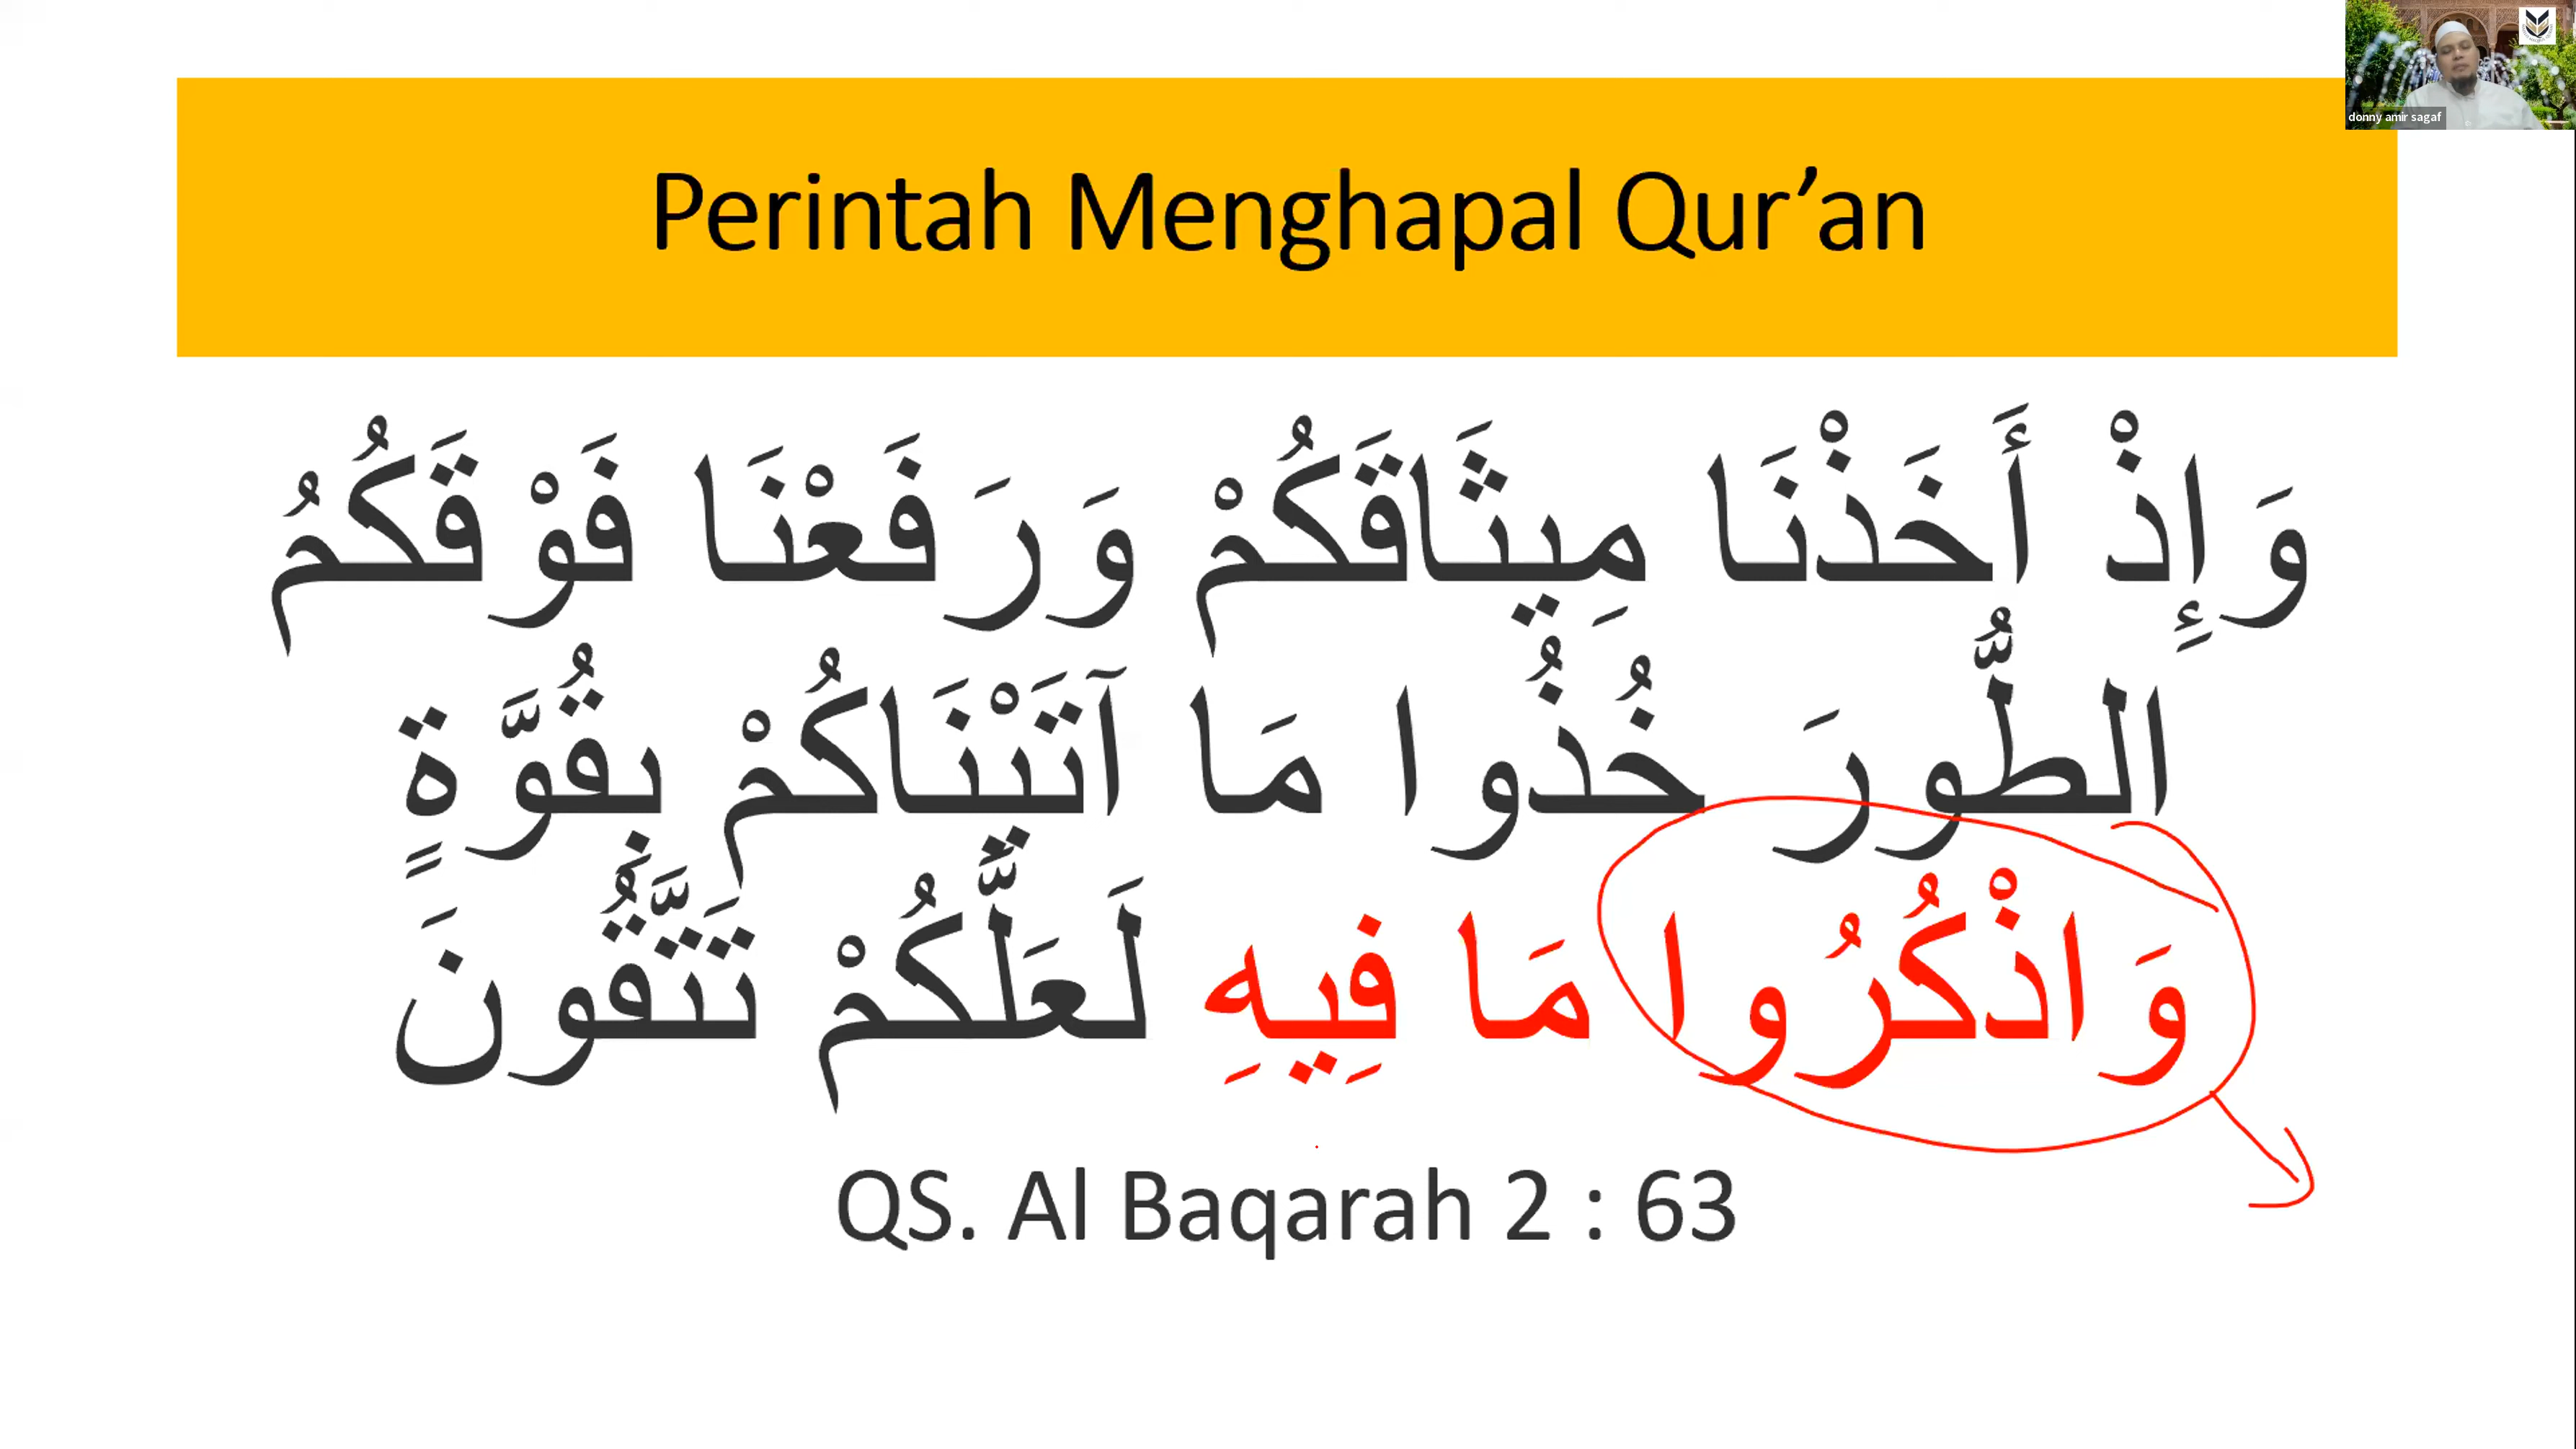 donny amir sagaf
Perintah Menghapal Qur’an
وَإِذْ أَخَذْنَا مِيثَاقَكُمْ وَرَفَعْنَا فَوْقَكُمُ
الطُّورَ خُذُوا مَا آتَيْنَاكُمْ بِقُوَّةٍ
وَاذْكُرُوا مَا فِيهِ لَعَلَّكُمْ تَتَّقُونَ
QS. Al Baqarah 2 : 63